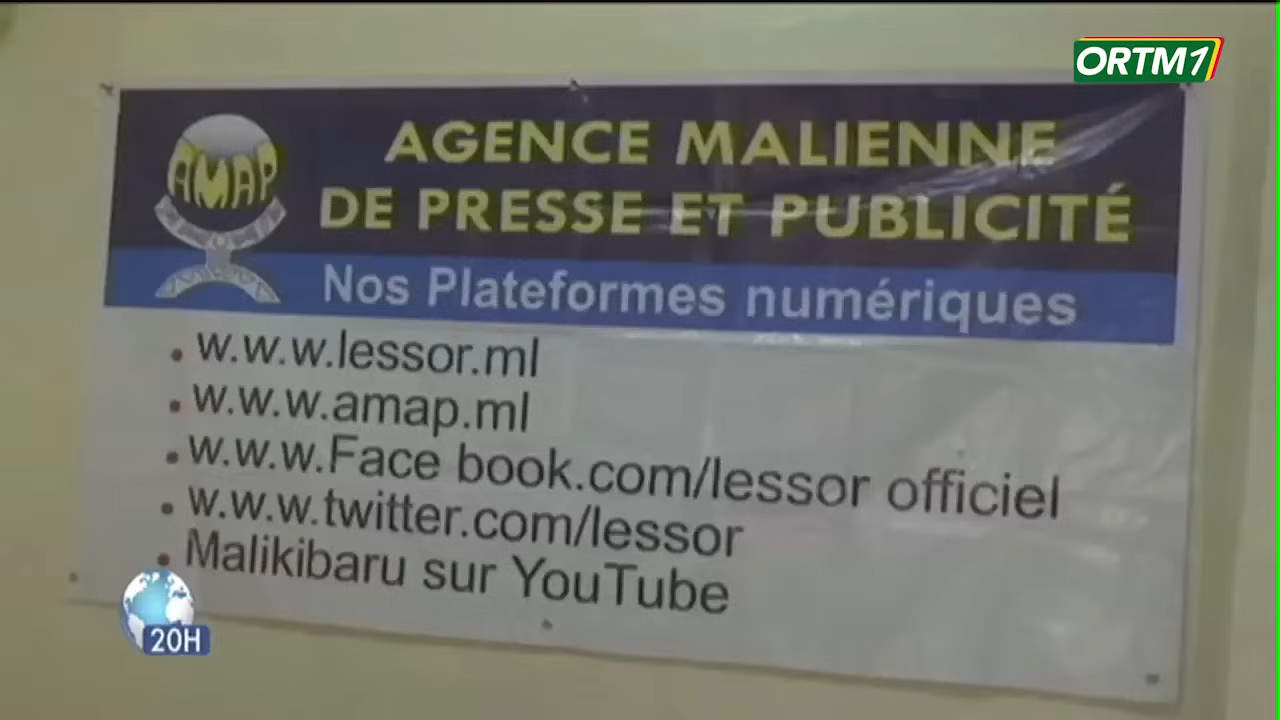 ORTM1
AMAP
AGENCE MALIENNE
DE PRESSE ET PUBLICITÉ
Nos Plateformes numériques
• w.w.w.lessor.ml
• w.w.w.amap.ml
• w.w.w.Face book.com/lessor officiel
• w.w.w.twitter.com/lessor
• Malikibaru sur YouTube
20H